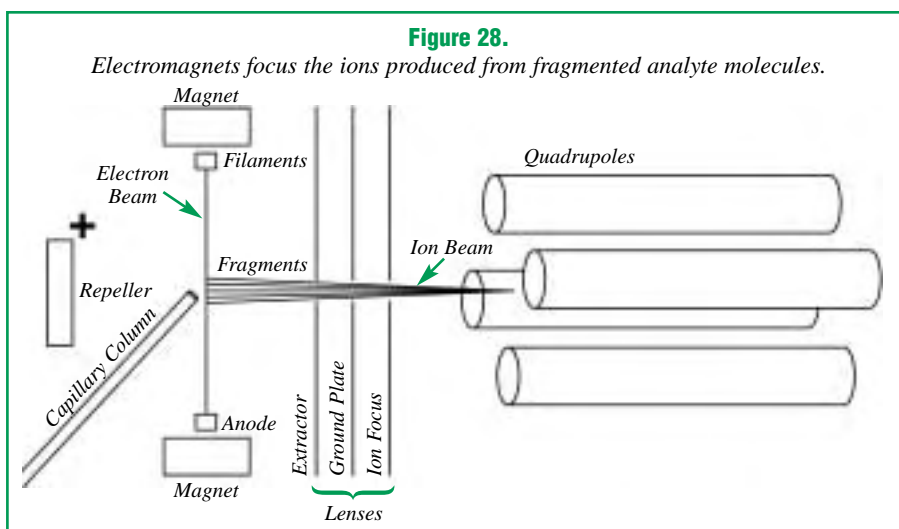 Figure 28.
Electromagnets focus the ions produced from fragmented analyte molecules.
Magnet
Filaments
Electron
Beam
Quadrupoles
+
Ion Beam
Fragments
Repeller
Capillary Column
Anode
Extractor
Ground Plate
Ion Focus
Magnet
Lenses